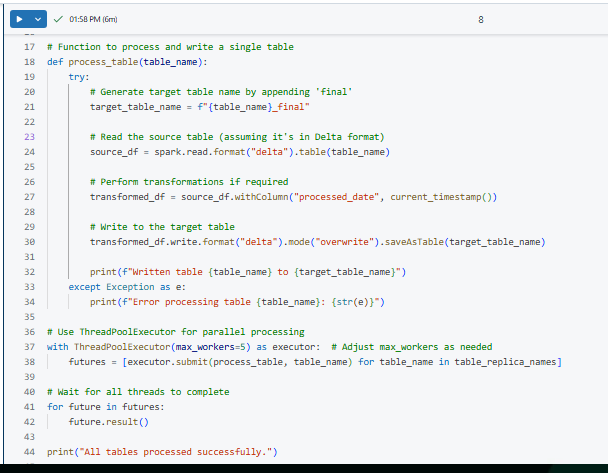 01:58 PM (6m)
8
17 # Function to process and write a single table
18 def process_table(table_name):
19     try:
20         # Generate target table name by appending 'final'
21         target_table_name = f"{table_name}_final"
22
23         # Read the source table (assuming it's in Delta format)
24         source_df = spark.read.format("delta").table(table_name)
25
26         # Perform transformations if required
27         transformed_df = source_df.withColumn("processed_date", current_timestamp())
28
29         # Write to the target table
30         transformed_df.write.format("delta").mode("overwrite").saveAsTable(target_table_name)
31
32         print(f"Written table {table_name} to {target_table_name}")
33     except Exception as e:
34         print(f"Error processing table {table_name}: {str(e)}")
35
36 # Use ThreadPoolExecutor for parallel processing
37 with ThreadPoolExecutor(max_workers=5) as executor:  # Adjust max_workers as needed
38     futures = [executor.submit(process_table, table_name) for table_name in table_replica_names]
39
40 # Wait for all threads to complete
41 for future in futures:
42     future.result()
43
44 print("All tables processed successfully.")